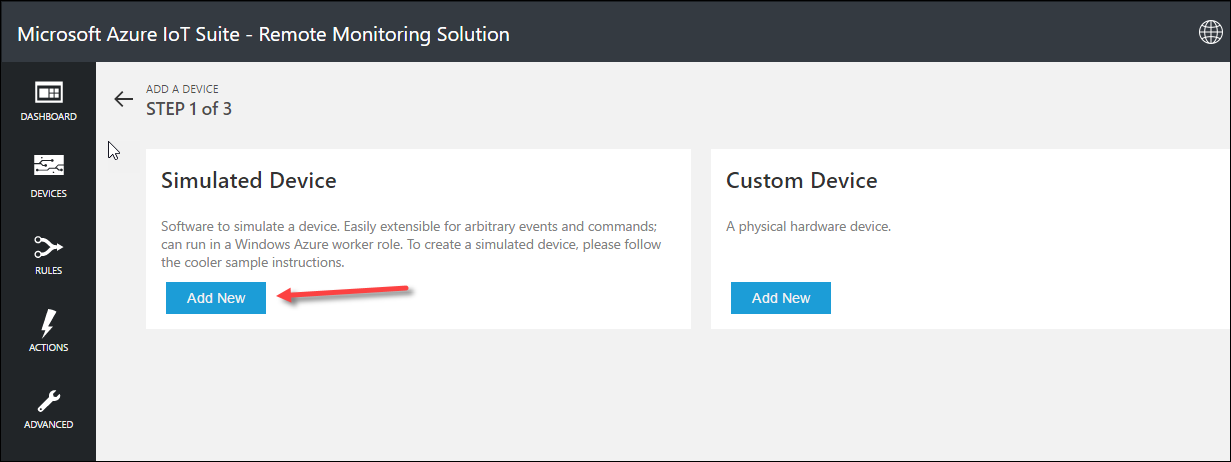 Microsoft Azure IoT Suite - Remote Monitoring Solution
DASHBOARD
DEVICES
RULES
ACTIONS
ADVANCED
ADD A DEVICE
STEP 1 of 3
Simulated Device
Software to simulate a device. Easily extensible for arbitrary events and commands;
can run in a Windows Azure worker role. To create a simulated device, please follow
the cooler sample instructions.
Add New
Custom Device
A physical hardware device.
Add New